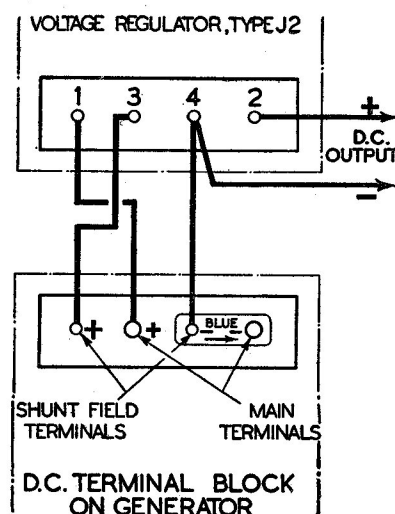 VOLTAGE REGULATOR, TYPE J2
1 3 4 2
+
D.C.
OUTPUT
-
+ + - BLUE -
SHUNT FIELD
TERMINALS
MAIN
TERMINALS
D.C. TERMINAL BLOCK
ON GENERATOR